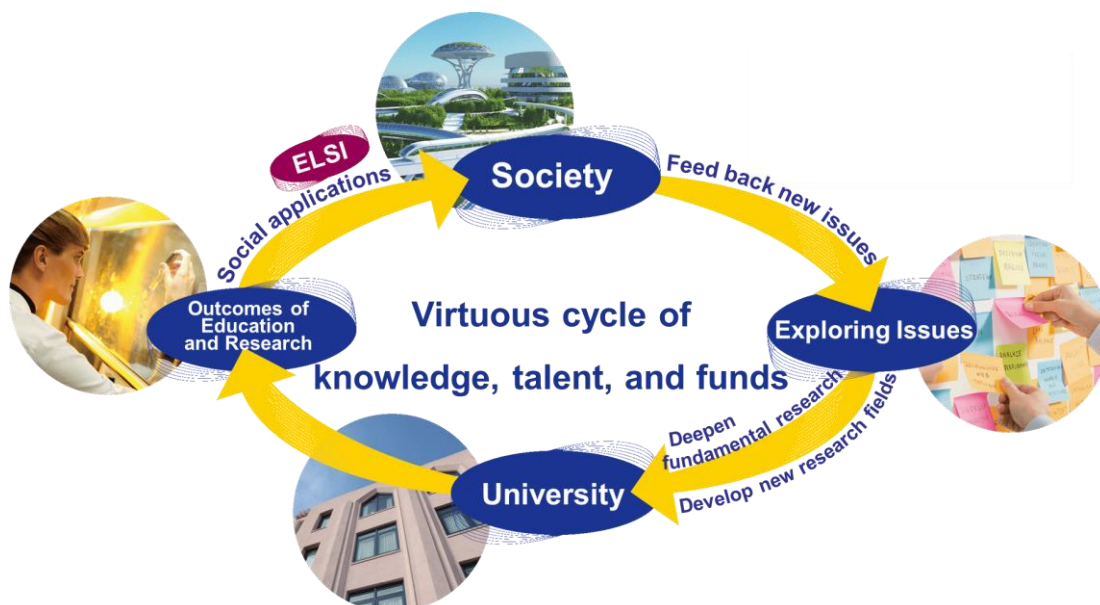 ELSI
Social applications
Society
Feed back new issues
Outcomes of
Education
and Research
Virtuous cycle of
knowledge, talent, and funds
Exploring Issues
Deepen
fundamental research
Develop new research fields
University